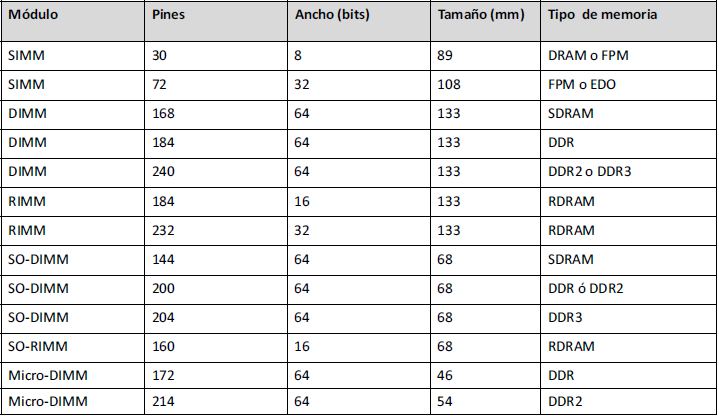 Módulo Pines Ancho (bits) Tamaño (mm) Tipo de memoria
SIMM 30 8 89 DRAM o FPM
SIMM 72 32 108 FPM o EDO
DIMM 168 64 133 SDRAM
DIMM 184 64 133 DDR
DIMM 240 64 133 DDR2 o DDR3
RIMM 184 16 133 RDRAM
RIMM 232 32 133 RDRAM
SO-DIMM 144 64 68 SDRAM
SO-DIMM 200 64 68 DDR ó DDR2
SO-DIMM 204 64 68 DDR3
SO-RIMM 160 16 68 RDRAM
Micro-DIMM 172 64 46 DDR
Micro-DIMM 214 64 54 DDR2